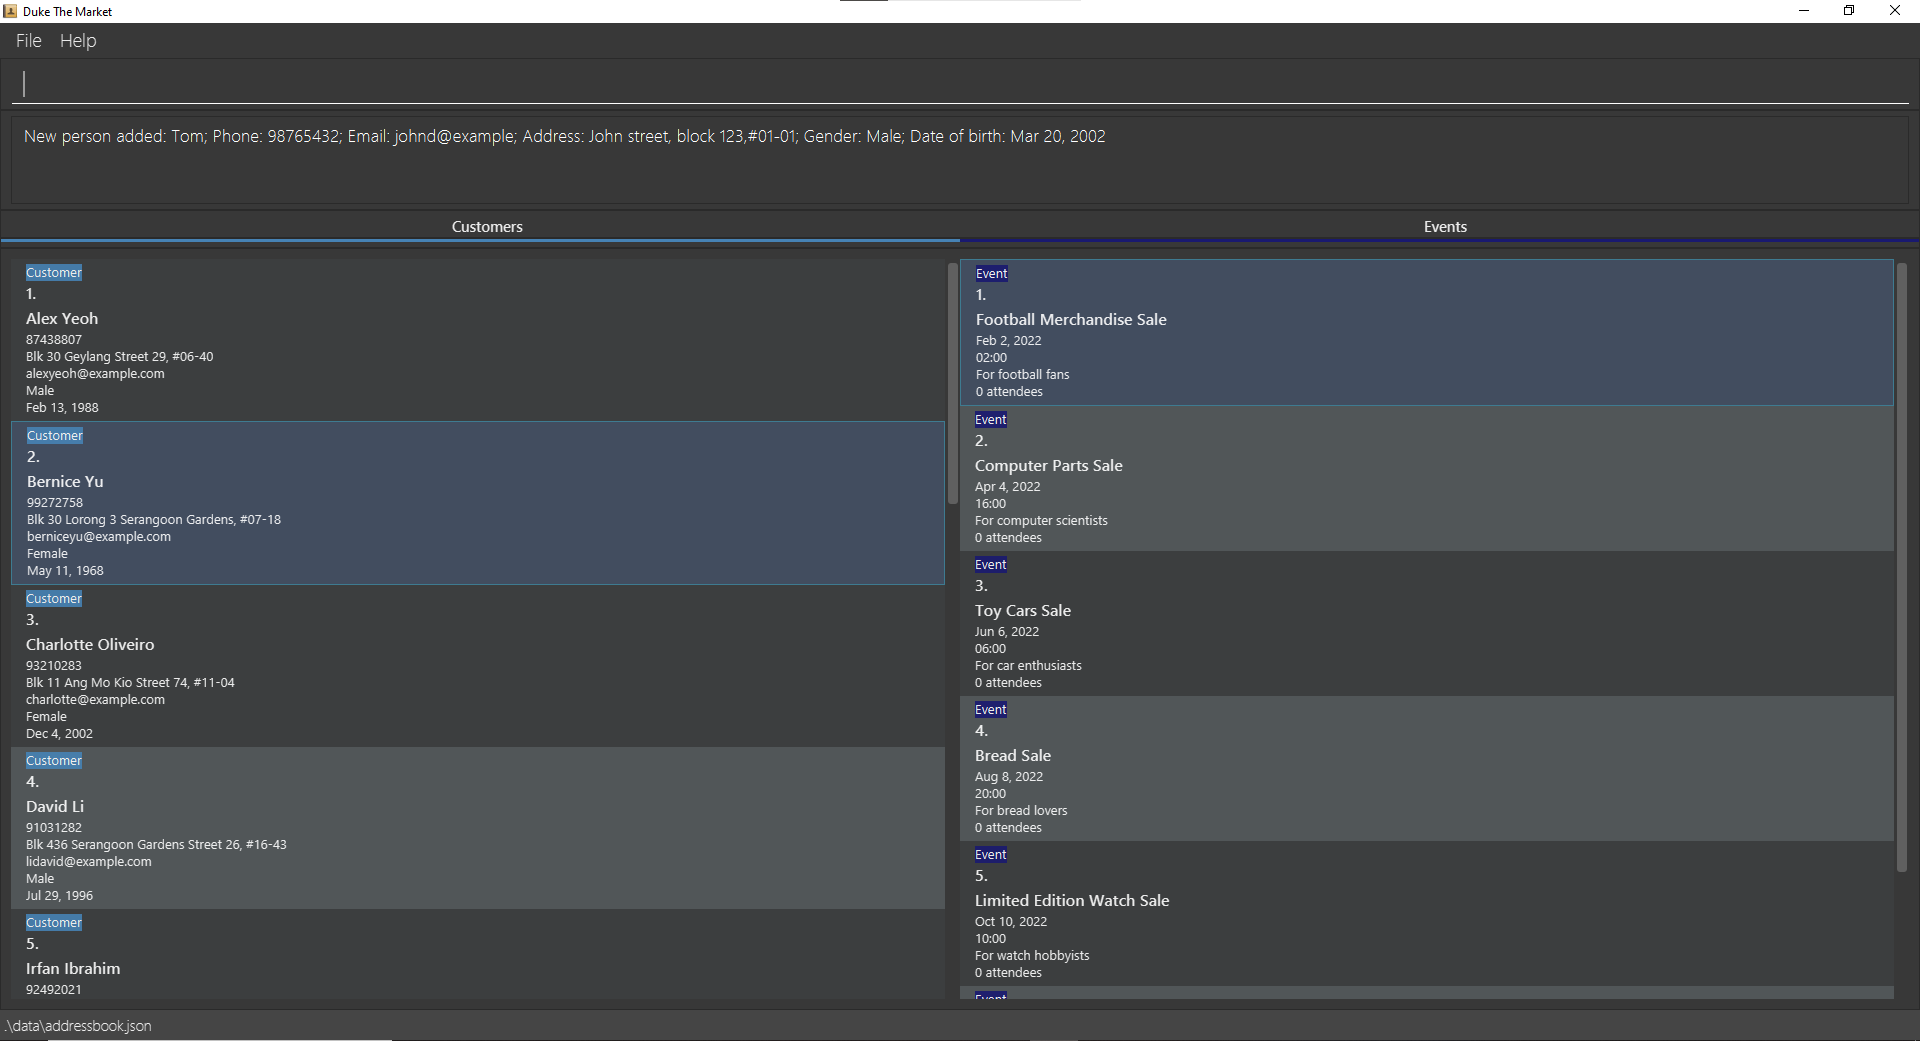 Duke The Market
File Help
New person added: Tom; Phone: 98765432; Email: johnd@example; Address: John street, block 123,#01-01; Gender: Male; Date of birth: Mar 20, 2002
Customers
Events
Customer
1.
Alex Yeoh
87438807
Blk 30 Geylang Street 29, #06-40
alexyeoh@example.com
Male
Feb 13, 1988
Customer
2.
Bernice Yu
99272758
Blk 30 Lorong 3 Serangoon Gardens, #07-18
berniceyu@example.com
Female
May 11, 1968
Customer
3.
Charlotte Oliveiro
93210283
Blk 11 Ang Mo Kio Street 74, #11-04
charlotte@example.com
Female
Dec 4, 2002
Customer
4.
David Li
91031282
Blk 436 Serangoon Gardens Street 26, #16-43
lidavid@example.com
Male
Jul 29, 1996
Customer
5.
Irfan Ibrahim
92492021
Event
1.
Football Merchandise Sale
Feb 2, 2022
02:00
For football fans
0 attendees
Event
2.
Computer Parts Sale
Apr 4, 2022
16:00
For computer scientists
0 attendees
Event
3.
Toy Cars Sale
Jun 6, 2022
06:00
For car enthusiasts
0 attendees
Event
4.
Bread Sale
Aug 8, 2022
20:00
For bread lovers
0 attendees
Event
5.
Limited Edition Watch Sale
Oct 10, 2022
10:00
For watch hobbyists
0 attendees
Event
.\data\addressbook.json